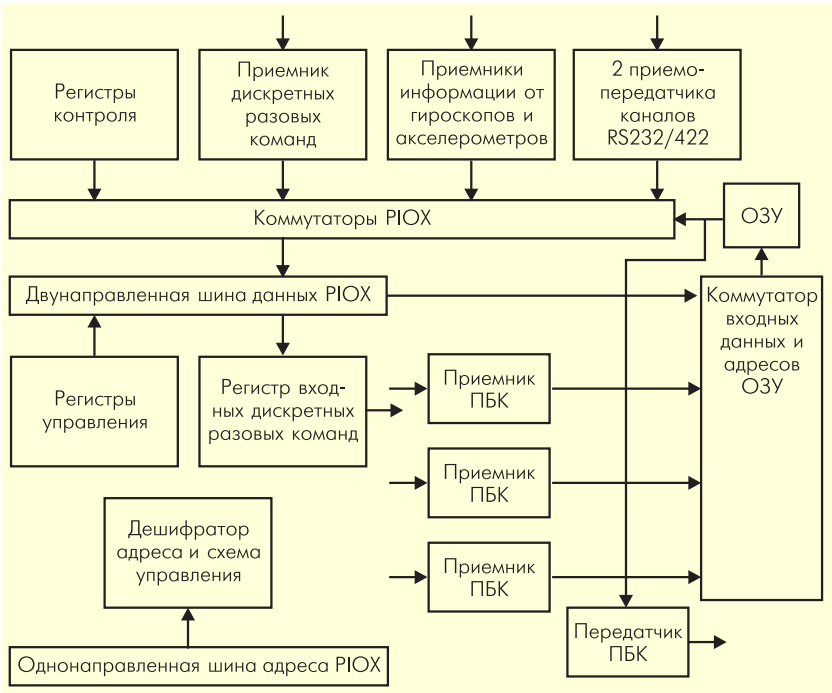 Регистры
контроля
Приемник
дискретных
разовых
команд
Приемники
информации от
гироскопов и
акселерометров
2 приемо-
передатчика
каналов
RS232/422
Коммутаторы PIOX
ОЗУ
Двунаправленная шина данных PIOX
Коммутатор
входных
данных и
адресов
ОЗУ
Регистры
управления
Регистр вход-
ных дискретных
разовых команд
Приемник
ПБК
Приемник
ПБК
Дешифратор
адреса и схема
управления
Приемник
ПБК
Передатчик
ПБК
Однонаправленная шина адреса PIOX